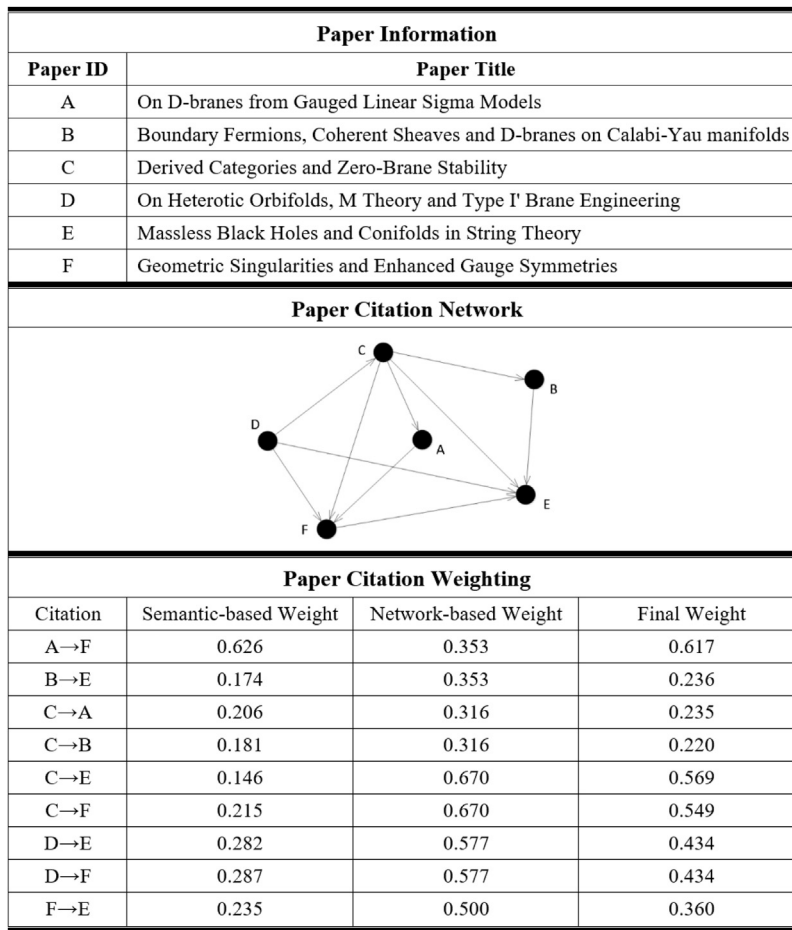 Paper Information
Paper ID Paper Title
A On D-branes from Gauged Linear Sigma Models
B Boundary Fermions, Coherent Sheaves and D-branes on Calabi-Yau manifolds
C Derived Categories and Zero-Brane Stability
D On Heterotic Orbifolds, M Theory and Type I' Brane Engineering
E Massless Black Holes and Conifolds in String Theory
F Geometric Singularities and Enhanced Gauge Symmetries
Paper Citation Network
C
B
D
A
E
F
Paper Citation Weighting
Citation Semantic-based Weight Network-based Weight Final Weight
A→F 0.626 0.353 0.617
B→E 0.174 0.353 0.236
C→A 0.206 0.316 0.235
C→B 0.181 0.316 0.220
C→E 0.146 0.670 0.569
C→F 0.215 0.670 0.549
D→E 0.282 0.577 0.434
D→F 0.287 0.577 0.434
F→E 0.235 0.500 0.360